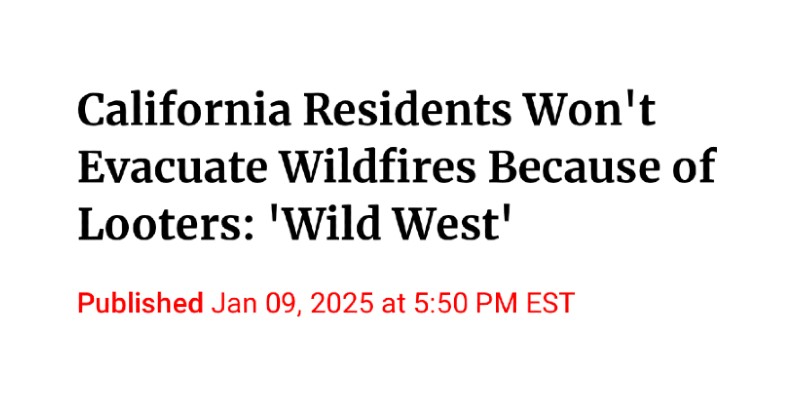 California Residents Won't
Evacuate Wildfires Because of
Looters: 'Wild West'
Published Jan 09, 2025 at 5:50 PM EST